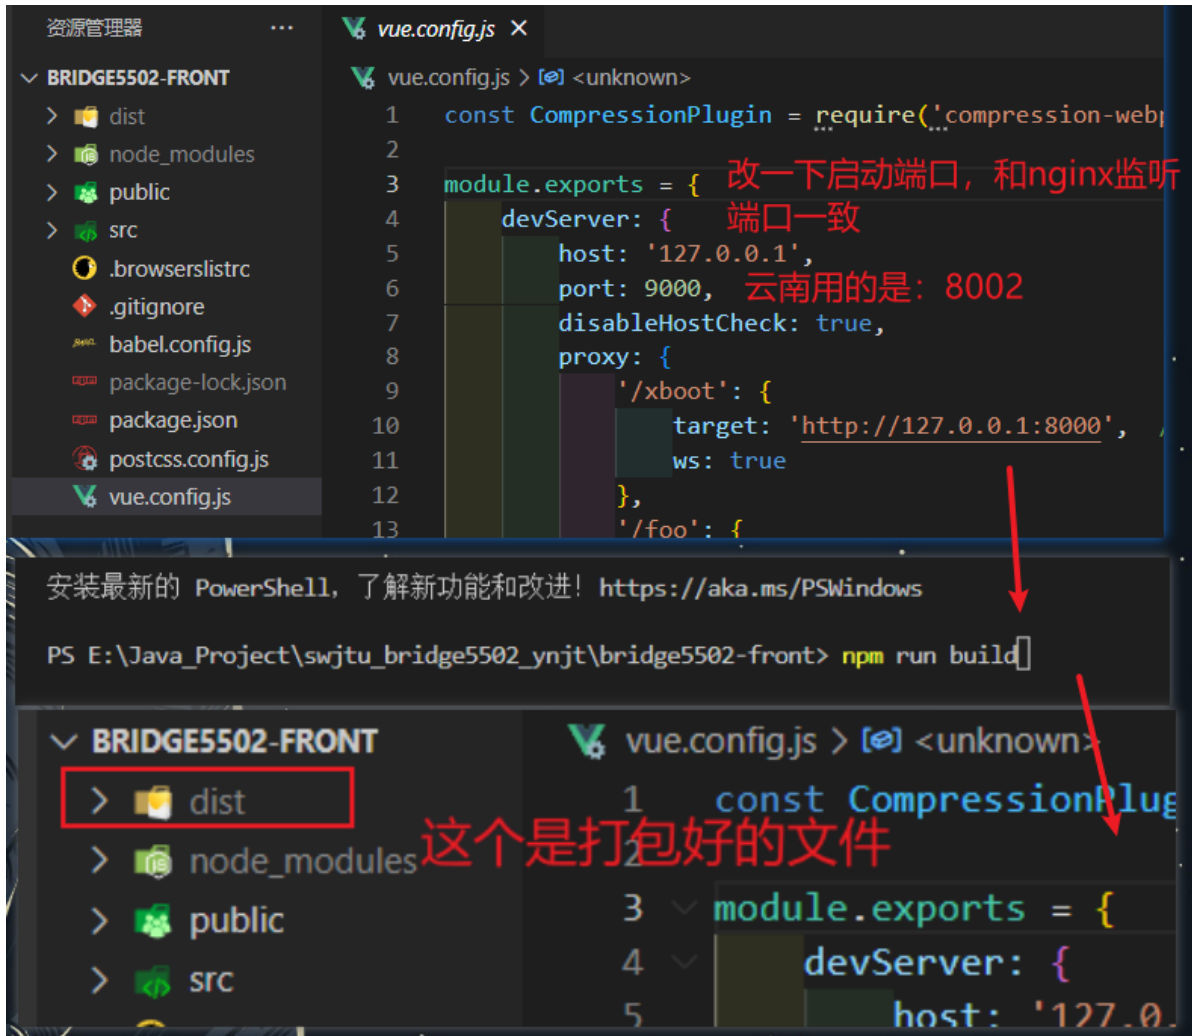 资源管理器 ···
vue.config.js ×
BRIDGE5502-FRONT
vue.config.js > <unknown>
dist
node_modules
public
src
.browserslistrc
.gitignore
babel.config.js
package-lock.json
package.json
postcss.config.js
vue.config.js
1 const CompressionPlugin = require('compression-webp
2
3 module.exports = {
改一下启动端口，和nginx监听
端口一致
4 devServer: {
5 host: '127.0.0.1',
6 port: 9000,
云南用的是：8002
7 disableHostCheck: true,
8 proxy: {
9 '/xboot': {
10 target: 'http://127.0.0.1:8000', /
11 ws: true
12 },
13 '/foo': {
安装最新的 PowerShell，了解新功能和改进！https://aka.ms/PSWindows
PS E:\Java_Project\swjtu_bridge5502_ynjt\bridge5502-front> npm run build
BRIDGE5502-FRONT
vue.config.js > <unknown>
dist
这个是打包好的文件
node_modules
public
src
1 const CompressionPlug
2
3 module.exports = {
4 devServer: {
5 host: '127.0.